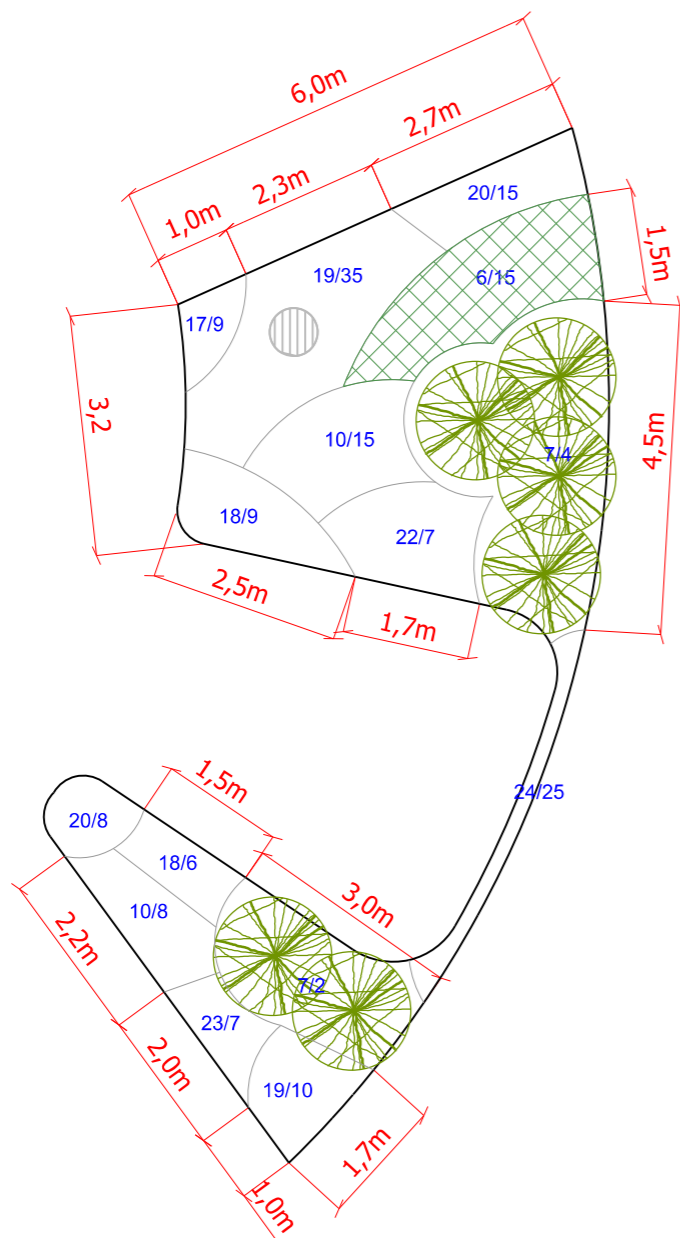 6,0m
2,7m
2,3m
1,0m
20/15
19/35
6/15
1,5m
17/9
3,2
10/15
7/4
4,5m
18/9
22/7
2,5m
1,7m
1,5m
24/25
20/8
18/6
3,0m
10/8
2,2m
7/2
23/7
2,0m
19/10
1,7m
1,0m